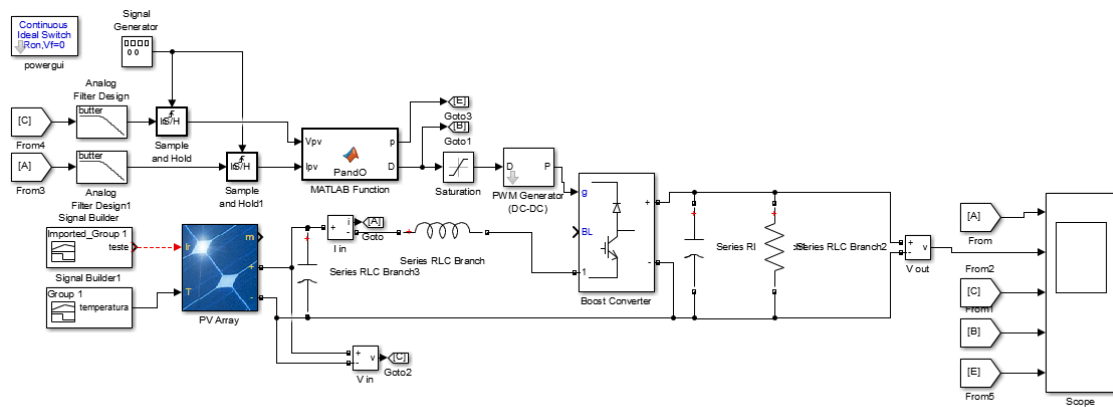 Continuous
Ideal Switch
Ron,Vf=0
powergui
Signal
Generator
Analog
Filter Design
[C]
From4
butter
S/H
Sample
and Hold
[A]
From3
butter
Analog
Filter Design1
S/H
Sample
and Hold1
Vpv
Ipv
p
D
PandO
MATLAB Function
[E]
Goto3
[B]
Goto1
Saturation
D
P
PWM Generator
(DC-DC)
Signal Builder
Imported_Group 1
teste
Signal Builder1
Group 1
temperatura
Ir
T
m
+
-
PV Array
+
-
i
I in
[A]
Goto
Series RLC Branch3
Series RLC Branch
g
BL
1
+
-
Boost Converter
Series RL
Series RLC Branch2
+
-
v
V out
+
-
v
V in
[C]
Goto2
[A]
From
From2
[C]
From1
[B]
[E]
From5
Scope